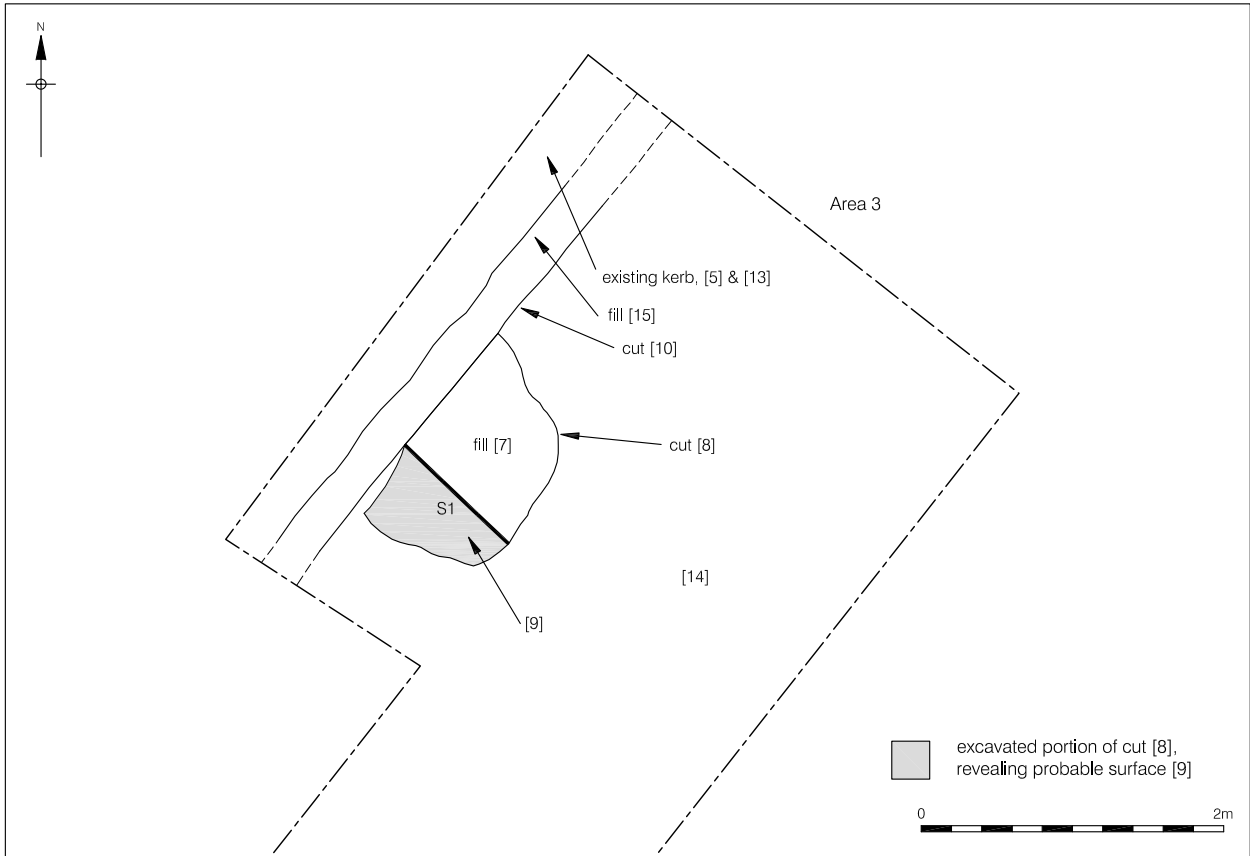 N
Area 3
existing kerb, [5] & [13]
fill [15]
cut [10]
fill [7]
cut [8]
S1
[14]
[9]
excavated portion of cut [8],
revealing probable surface [9]
0 2m